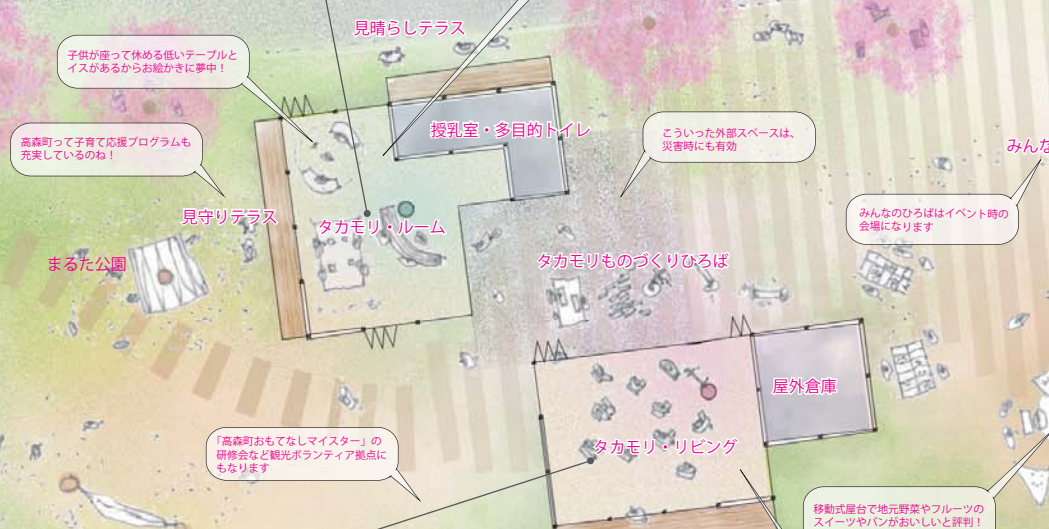 見晴らしテラス
子供が座って休める低いテーブルと
イスがあるからお絵かきに夢中！
授乳室・多目的トイレ
こういった外部スペースは、
災害時にも有効
高森町って子育て応援プログラムも
充実しているのね！
みんな
見守りテラス
タカモリ・ルーム
みんなのひろばはイベント時の
会場になります
まるた公園
タカモリものづくりひろば
屋外倉庫
タカモリ・リビング
「高森町おもてなしマイスター」の
研修会など観光ボランティア拠点に
もなります
移動式屋台で地元野菜やフルーツの
スイーツやパンがおいしいと評判！